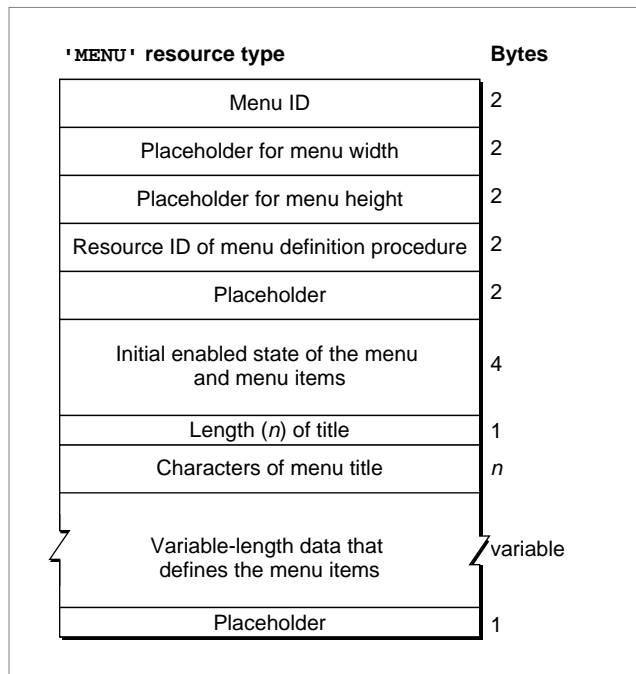 'MENU' resource type Bytes
Menu ID 2
Placeholder for menu width 2
Placeholder for menu height 2
Resource ID of menu definition procedure 2
Placeholder 2
Initial enabled state of the menu
and menu items 4
Length (n) of title 1
Characters of menu title n
Variable-length data that
defines the menu items variable
Placeholder 1